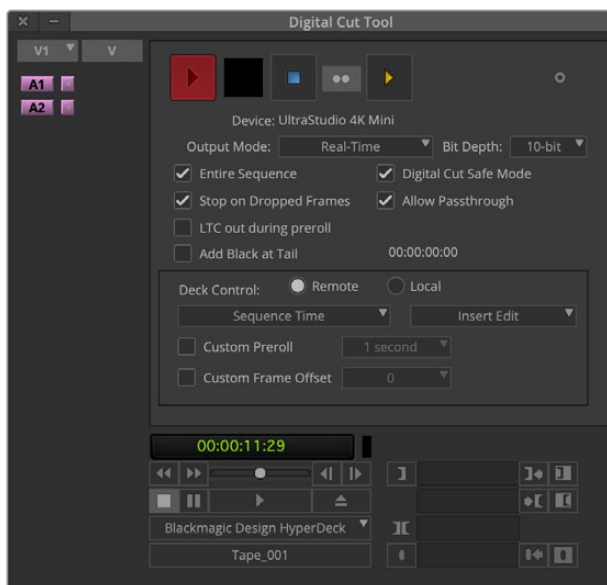 Digital Cut Tool
V1 V
A1
A2
Device: UltraStudio 4K Mini
Output Mode: Real-Time Bit Depth: 10-bit
Entire Sequence Digital Cut Safe Mode
Stop on Dropped Frames Allow Passthrough
LTC out during preroll
Add Black at Tail 00:00:00:00
Deck Control: Remote Local
Sequence Time Insert Edit
Custom Preroll 1 second
Custom Frame Offset 0
00:00:11:29
Blackmagic Design HyperDeck
Tape_001